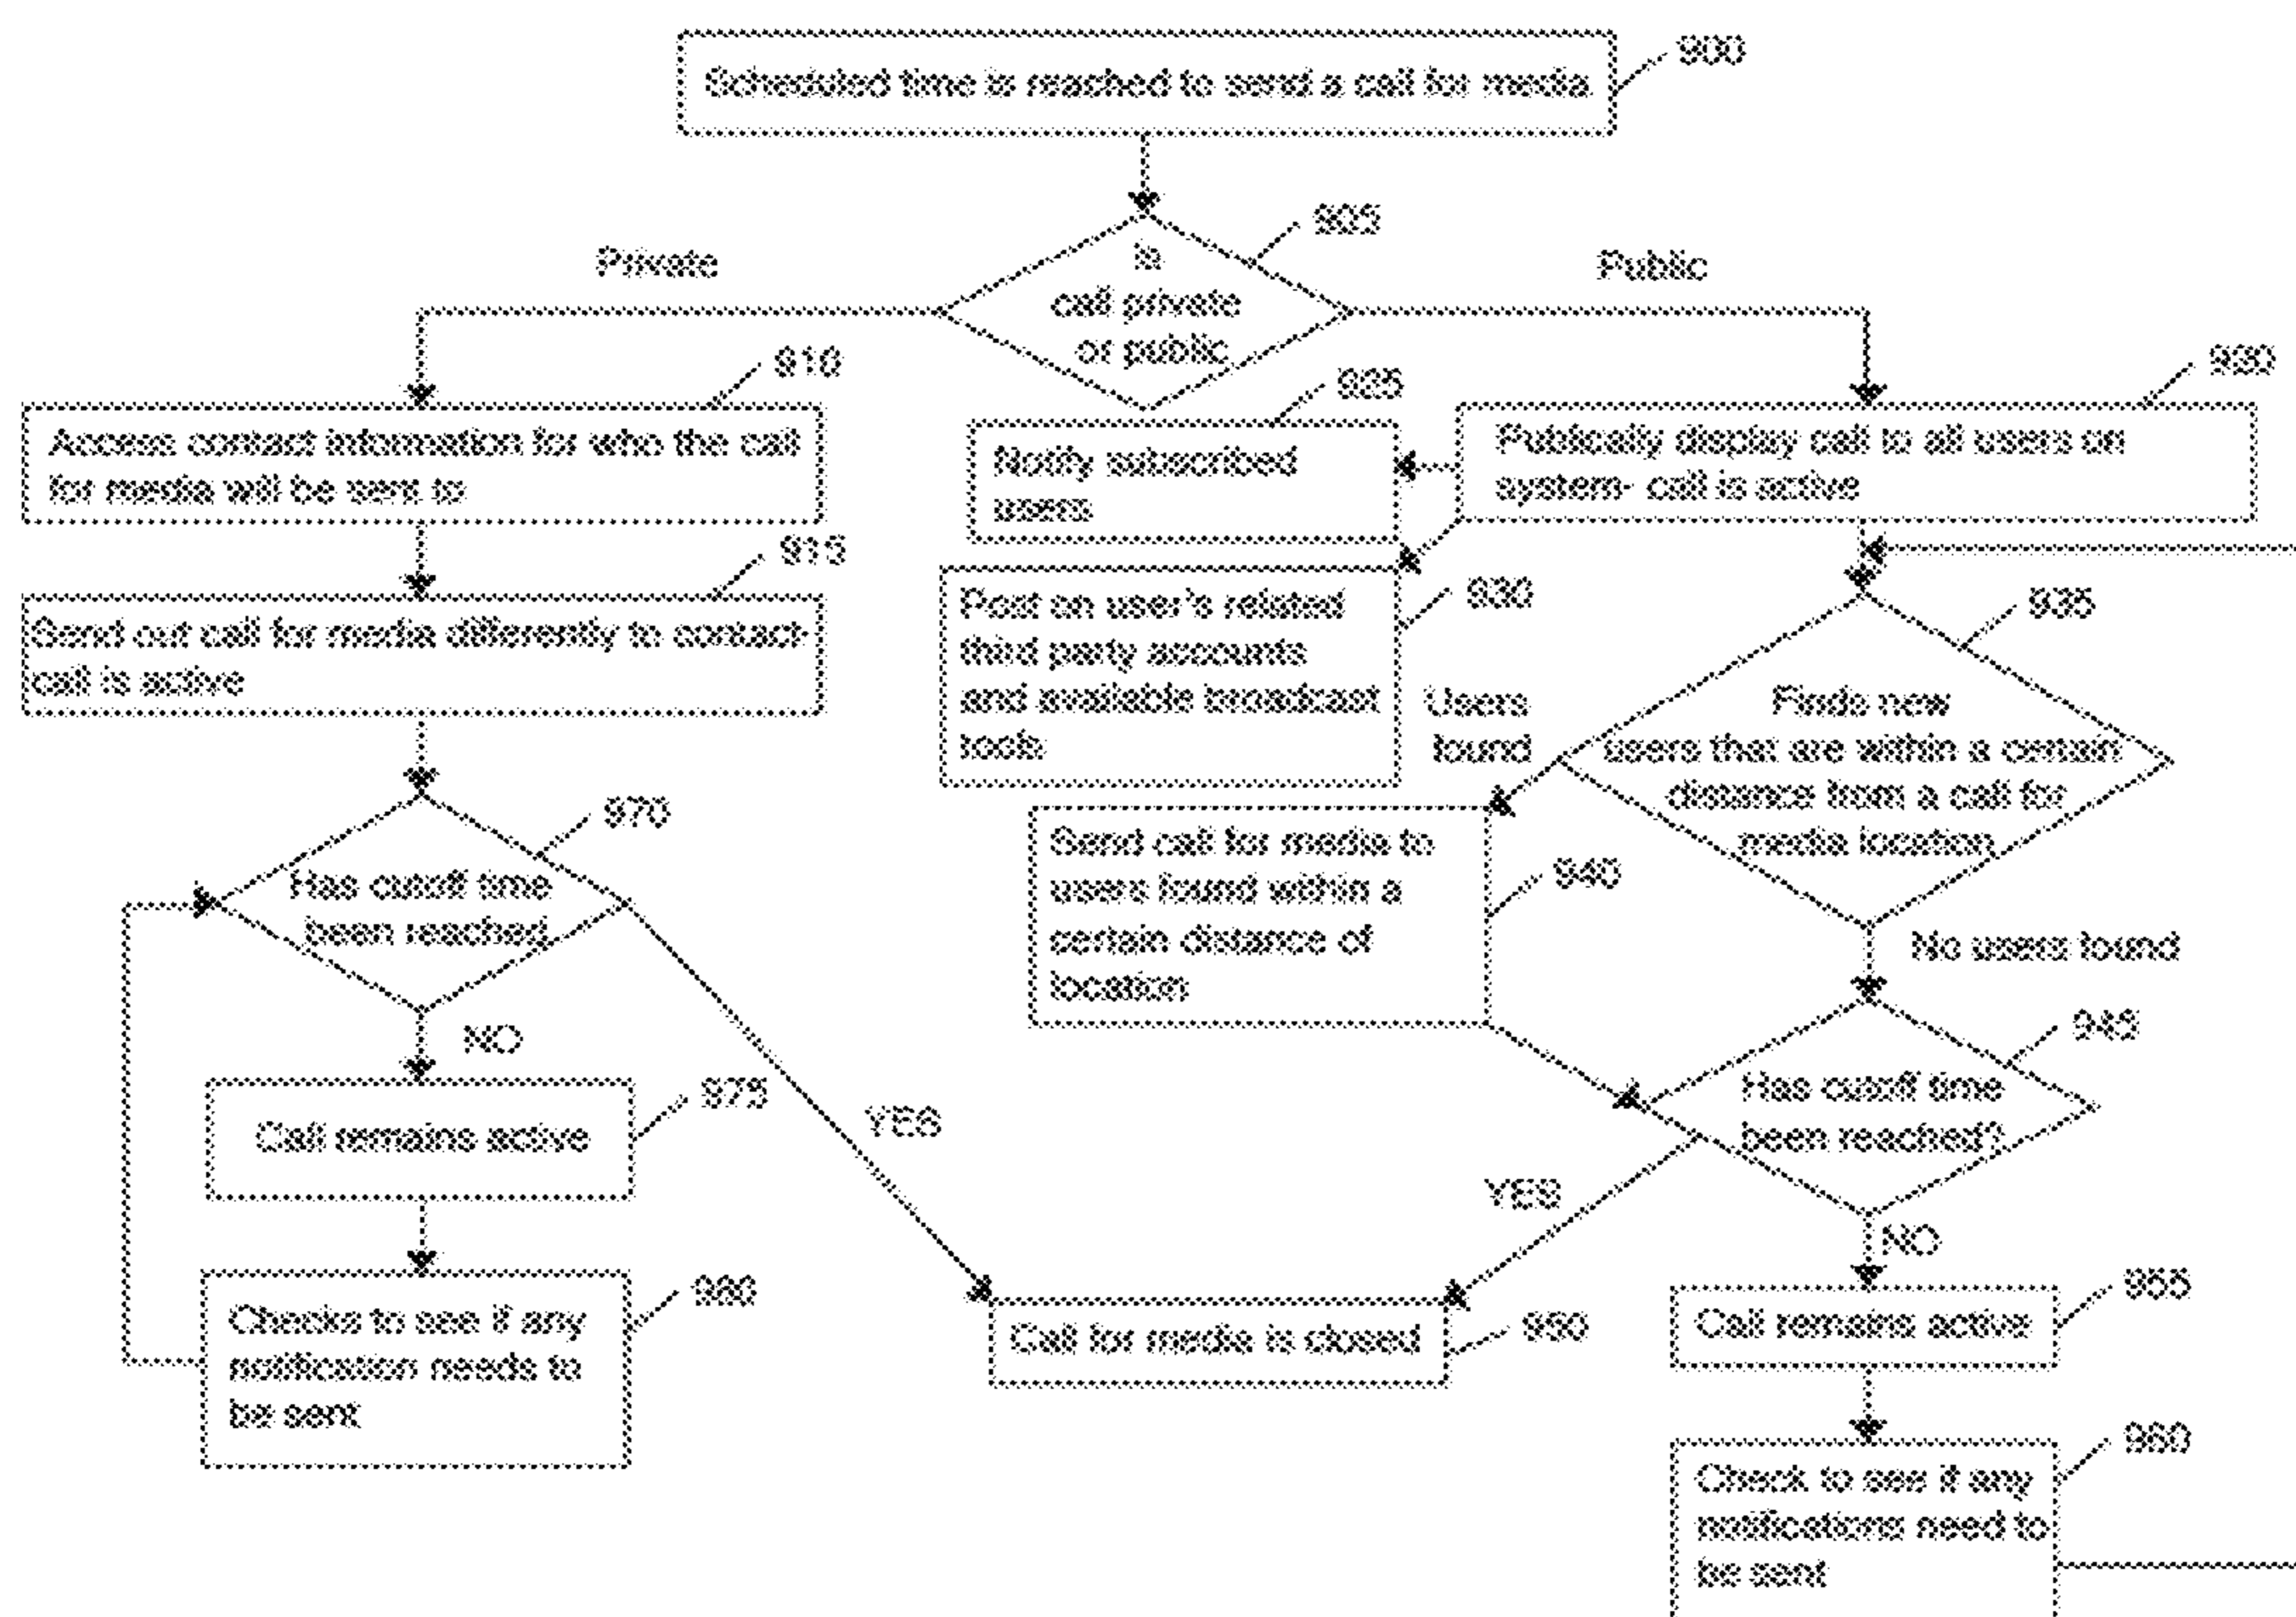 Scheduled time is reached to send a call for media
900
905
Is
call private
or public
Private
Public
910
Access contact information for who the call
for media will be sent to
915
Send out call for media differently to contact-
call is active
925
Notify subscribed
users
920
Publically display call to all users on
system- call is active
930
Post on user's related
third party accounts
and available broadcast
tools
935
Finds new
users that are within a certain
distance from a call for
media location
Users
found
No users found
940
Send call for media to
users found within a
certain distance of
location
970
Has cutoff time
been reached
NO
YES
975
Call remains active
980
Checks to see if any
notification needs to
be sent
945
Has cutoff time
been reached?
YES
NO
950
Call for media is closed
955
Call remains active
960
Check to see if any
notifications need to
be sent